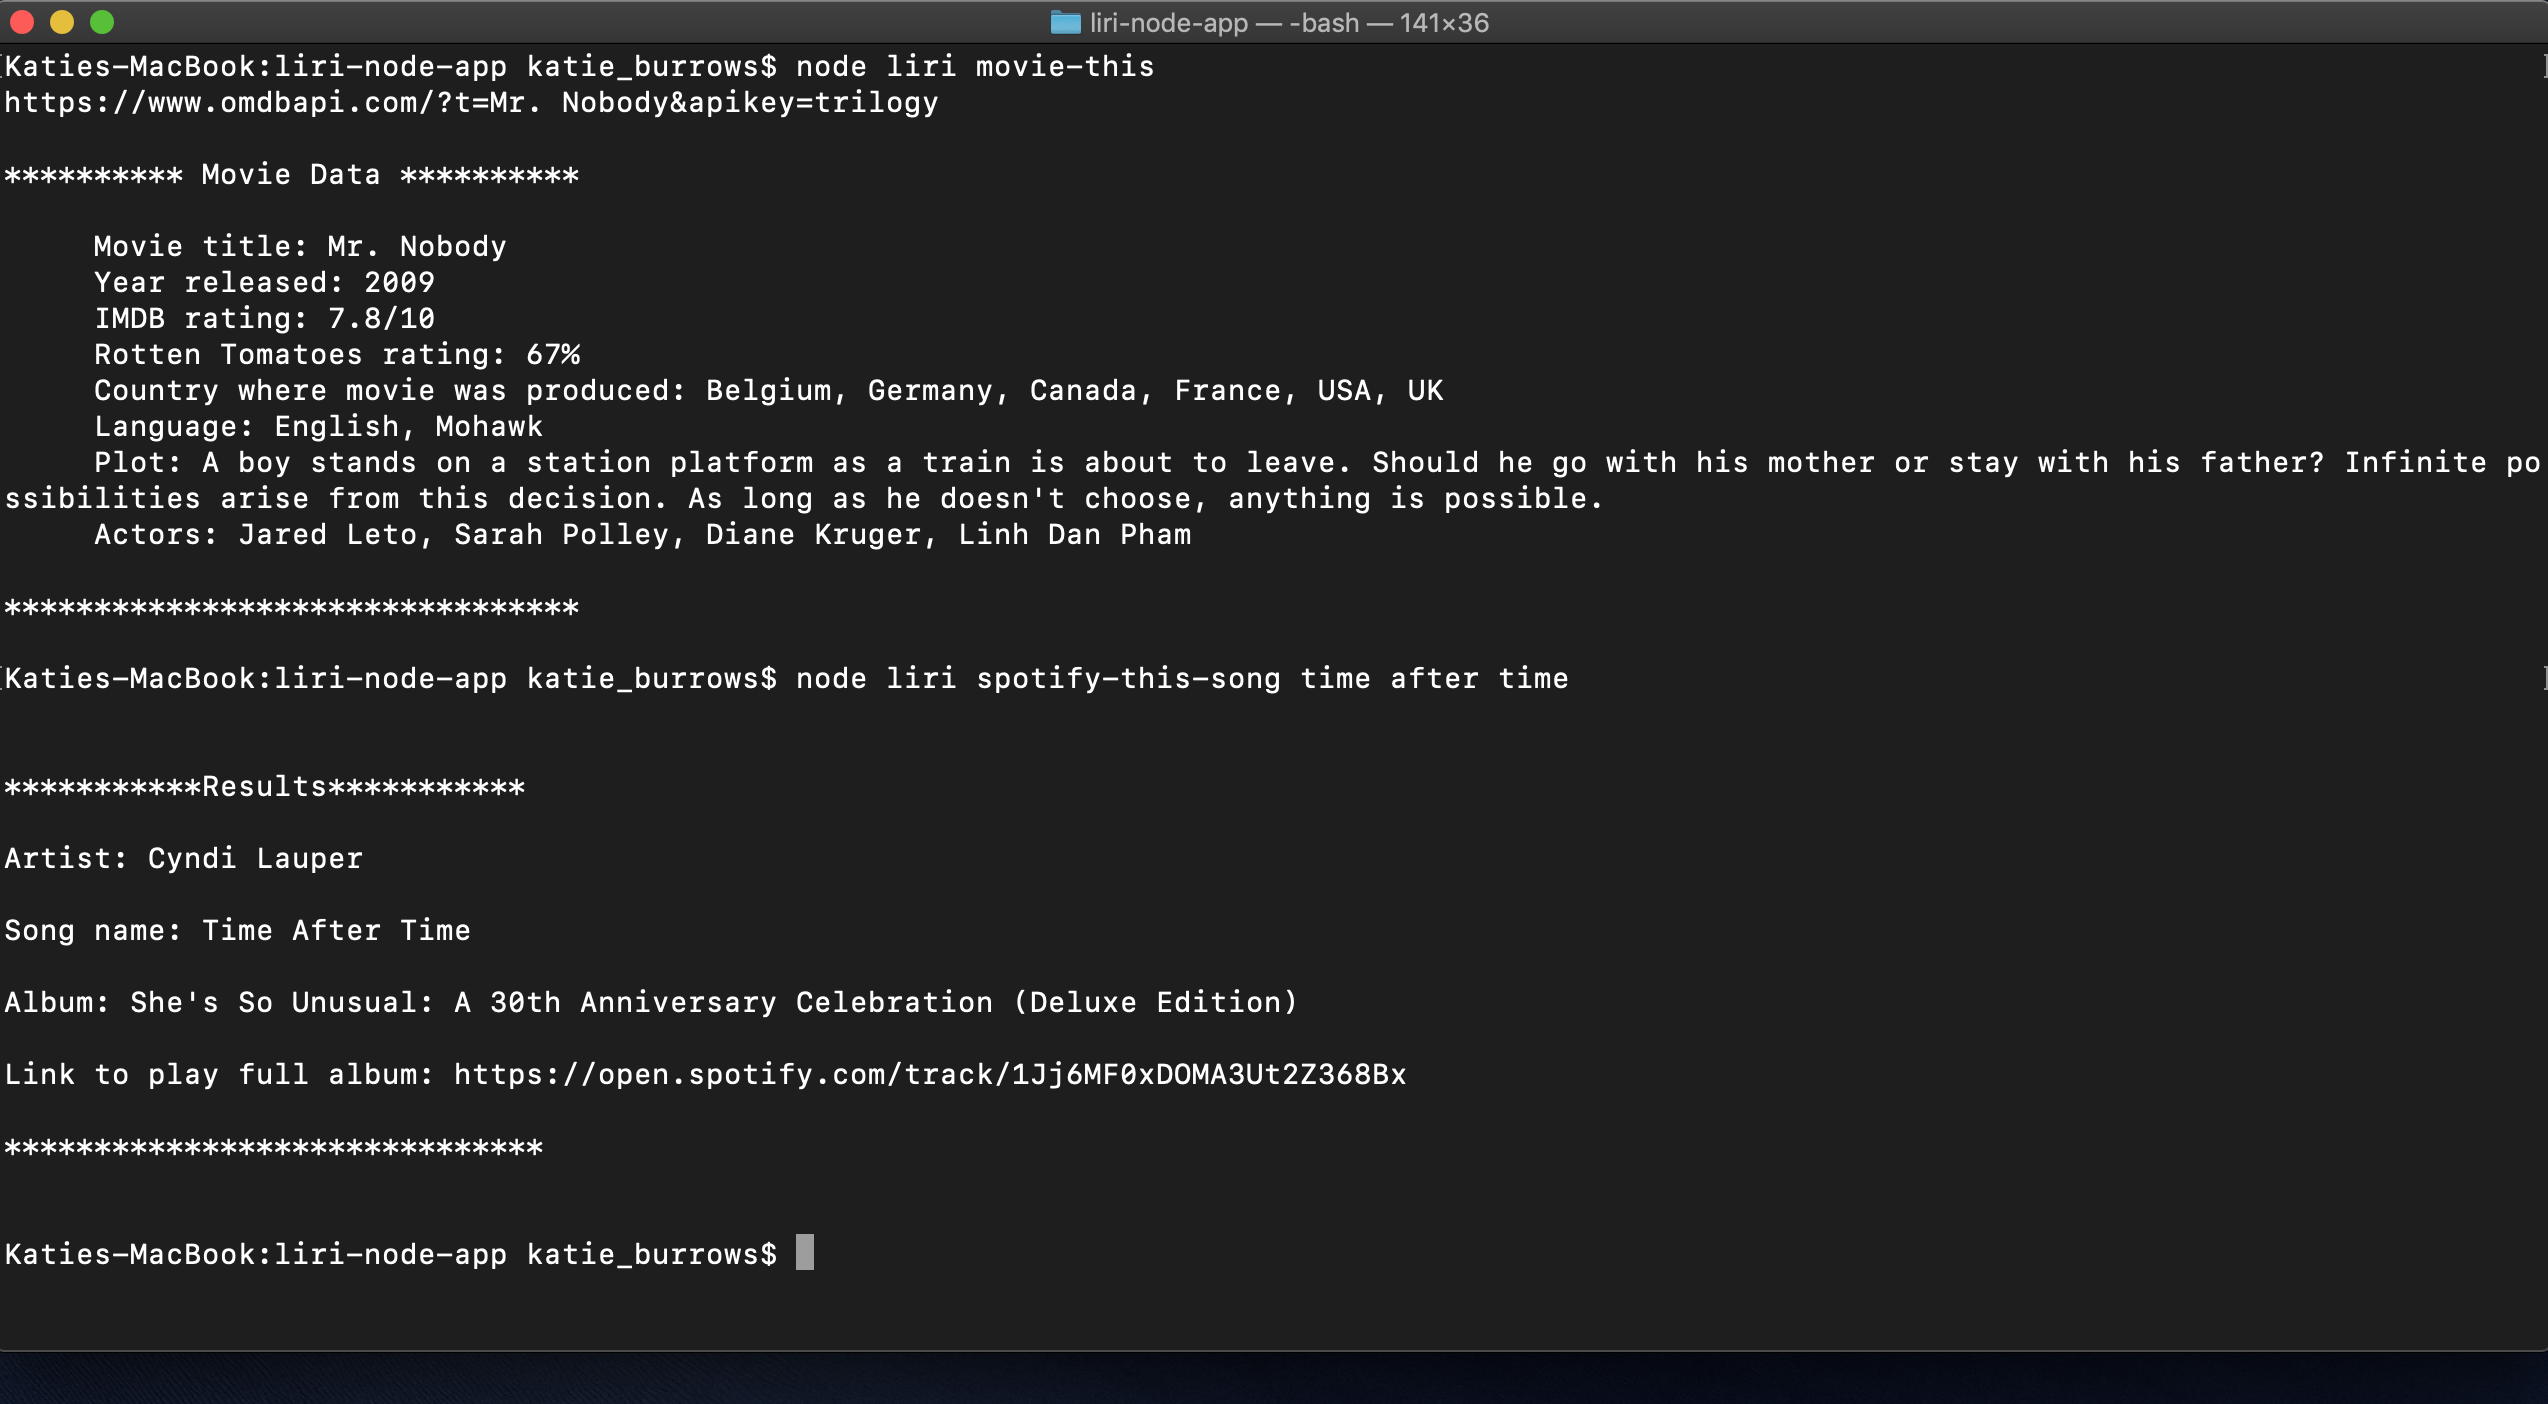 liri-node-app — -bash — 141×36
Katies-MacBook:liri-node-app katie_burrows$ node liri movie-this
https://www.omdbapi.com/?t=Mr. Nobody&apikey=trilogy
********** Movie Data **********
Movie title: Mr. Nobody
Year released: 2009
IMDB rating: 7.8/10
Rotten Tomatoes rating: 67%
Country where movie was produced: Belgium, Germany, Canada, France, USA, UK
Language: English, Mohawk
Plot: A boy stands on a station platform as a train is about to leave. Should he go with his mother or stay with his father? Infinite po
ssibilities arise from this decision. As long as he doesn't choose, anything is possible.
Actors: Jared Leto, Sarah Polley, Diane Kruger, Linh Dan Pham
********************************
Katies-MacBook:liri-node-app katie_burrows$ node liri spotify-this-song time after time
***********Results***********
Artist: Cyndi Lauper
Song name: Time After Time
Album: She's So Unusual: A 30th Anniversary Celebration (Deluxe Edition)
Link to play full album: https://open.spotify.com/track/1Jj6MF0xDOMA3Ut2Z368Bx
******************************
Katies-MacBook:liri-node-app katie_burrows$